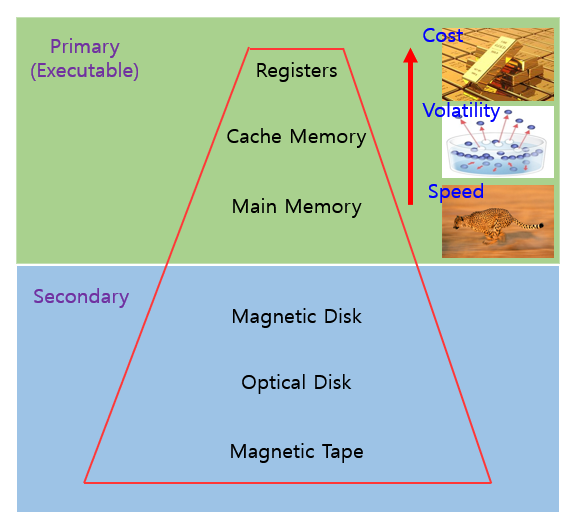 Primary
(Executable)
Registers
Cache Memory
Main Memory
Cost
Volatility
Speed
Secondary
Magnetic Disk
Optical Disk
Magnetic Tape